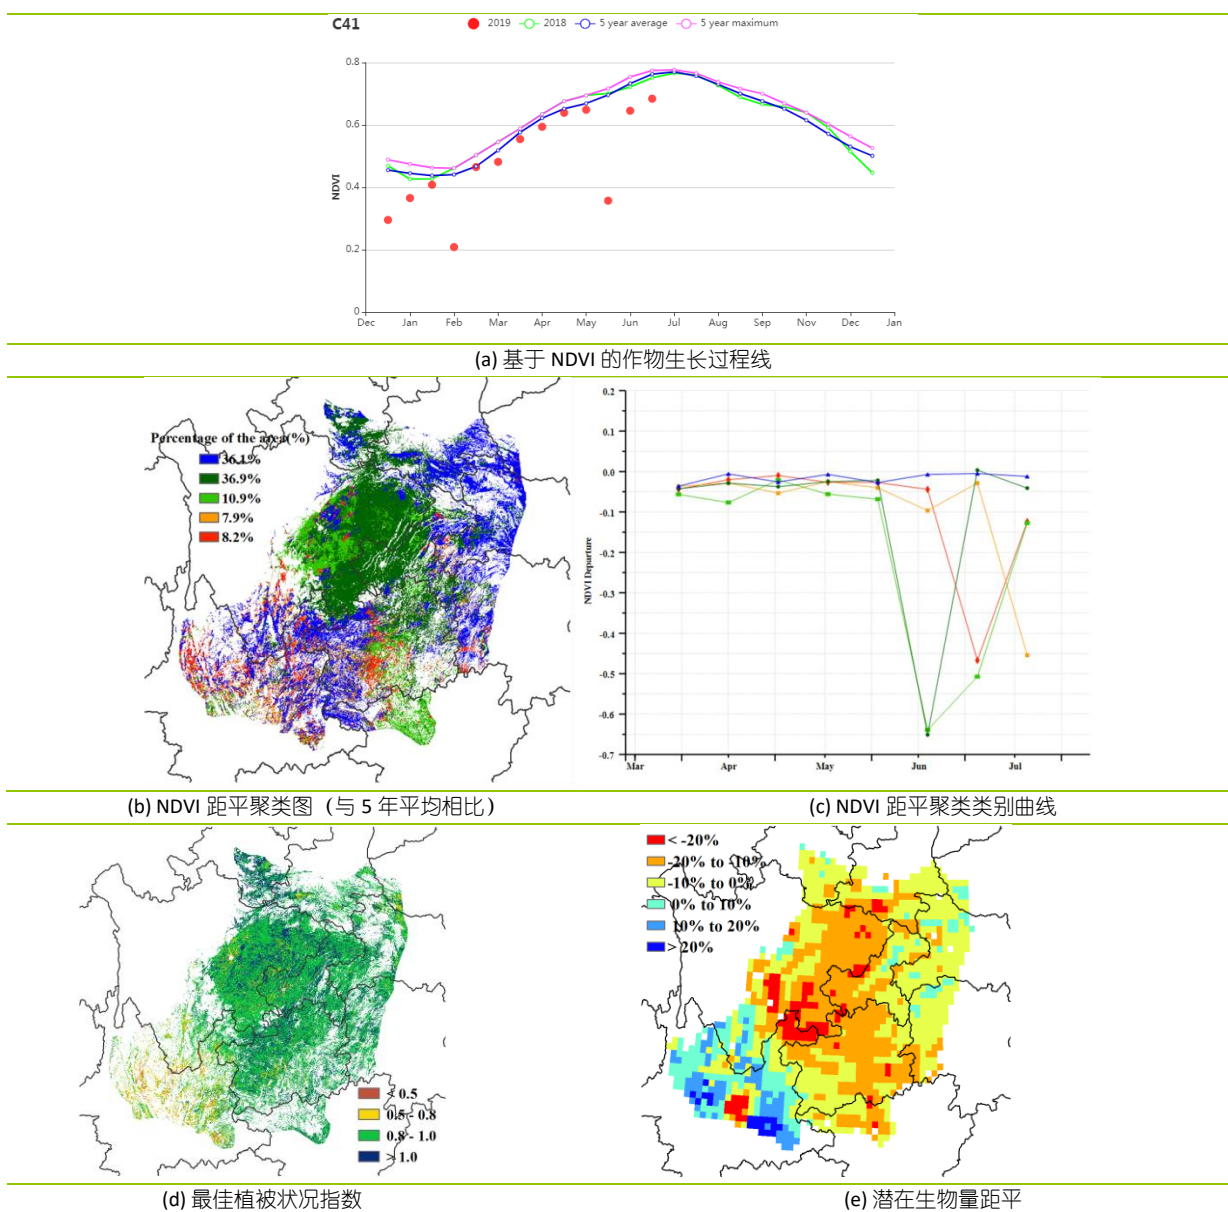 C41
2019 2018 5 year average 5 year maximum
NDVI
0.8
0.6
0.4
0.2
0
Dec Jan Feb Mar Apr May Jun Jul Aug Sep Nov Dec Jan
(a) 基于 NDVI 的作物生长过程线
Percentage of the area(%)
36.1%
36.9%
10.9%
7.9%
8.2%
NDVI Departure
0.2
0.1
0.0
-0.1
-0.2
-0.3
-0.4
-0.5
-0.6
-0.7
Mar Apr May Jun Jul
(b) NDVI 距平聚类图（与 5 年平均相比）
(c) NDVI 距平聚类类别曲线
< 0.5
0.5 - 0.8
0.8 - 1.0
> 1.0
< -20%
-20% to -10%
-10% to 0%
0% to 10%
10% to 20%
> 20%
(d) 最佳植被状况指数
(e) 潜在生物量距平